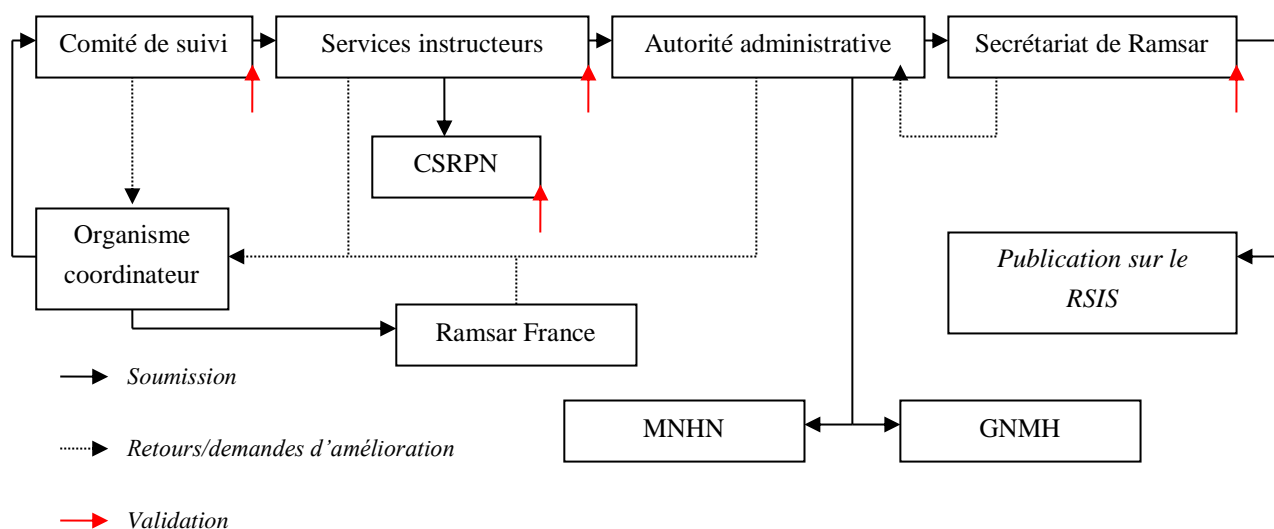 Comité de suivi
Services instructeurs
Autorité administrative
Secrétariat de Ramsar
CSRPN
Organisme
coordinateur
Publication sur le
RSIS
Ramsar France
Soumission
MNHN
GNMH
Retours/demandes d’amélioration
Validation